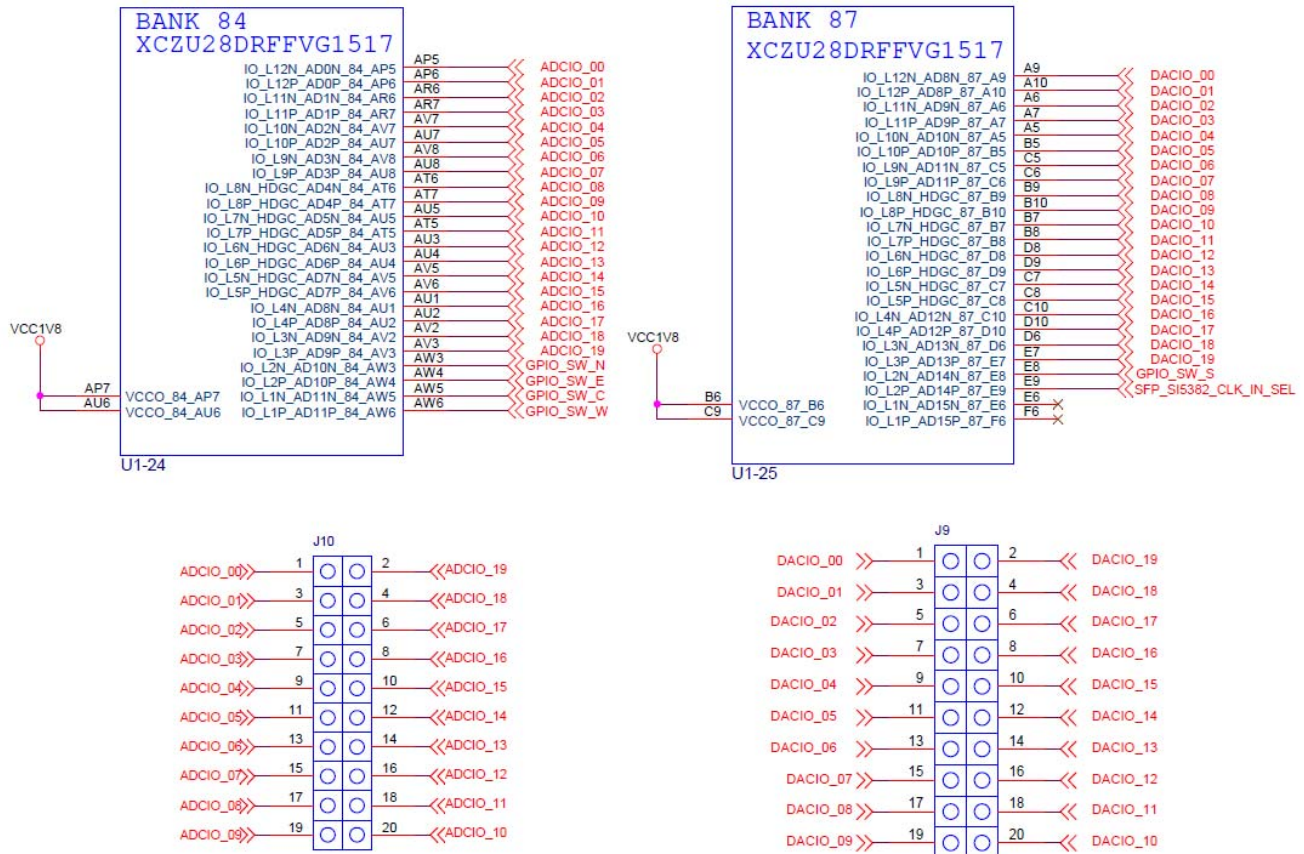 BANK 84
XCZU28DRFFVG1517
IO_L12N_AD0N_84_AP5 AP5 ADCIO_00
IO_L12P_AD0P_84_AP6 AP6 ADCIO_01
IO_L11N_AD1N_84_AR6 AR6 ADCIO_02
IO_L11P_AD1P_84_AR7 AR7 ADCIO_03
IO_L10N_AD2N_84_AV7 AV7 ADCIO_04
IO_L10P_AD2P_84_AU7 AU7 ADCIO_05
IO_L9N_AD3N_84_AV8 AV8 ADCIO_06
IO_L9P_AD3P_84_AU8 AU8 ADCIO_07
IO_L8N_HDGC_AD4N_84_AT6 AT6 ADCIO_08
IO_L8P_HDGC_AD4P_84_AT7 AT7 ADCIO_09
IO_L7N_HDGC_AD5N_84_AU5 AU5 ADCIO_10
IO_L7P_HDGC_AD5P_84_AT5 AT5 ADCIO_11
IO_L6N_HDGC_AD6N_84_AU3 AU3 ADCIO_12
IO_L6P_HDGC_AD6P_84_AU4 AU4 ADCIO_13
IO_L5N_HDGC_AD7N_84_AV5 AV5 ADCIO_14
IO_L5P_HDGC_AD7P_84_AV6 AV6 ADCIO_15
IO_L4N_AD8N_84_AU1 AU1 ADCIO_16
IO_L4P_AD8P_84_AU2 AU2 ADCIO_17
IO_L3N_AD9N_84_AV2 AV2 ADCIO_18
IO_L3P_AD9P_84_AV3 AV3 ADCIO_19
IO_L2N_AD10N_84_AW3 AW3 GPIO_SW_N
IO_L2P_AD10P_84_AW4 AW4 GPIO_SW_E
IO_L1N_AD11N_84_AW5 AW5 GPIO_SW_C
IO_L1P_AD11P_84_AW6 AW6 GPIO_SW_W
VCC1V8
AP7 VCCO_84_AP7
AU6 VCCO_84_AU6
U1-24
BANK 87
XCZU28DRFFVG1517
IO_L12N_AD8N_87_A9 A9 DACIO_00
IO_L12P_AD8P_87_A10 A10 DACIO_01
IO_L11N_AD9N_87_A6 A6 DACIO_02
IO_L11P_AD9P_87_A7 A7 DACIO_03
IO_L10N_AD10N_87_A5 A5 DACIO_04
IO_L10P_AD10P_87_B5 B5 DACIO_05
IO_L9N_AD11N_87_C5 C5 DACIO_06
IO_L9P_AD11P_87_C6 C6 DACIO_07
IO_L8N_HDGC_87_B9 B9 DACIO_08
IO_L8P_HDGC_87_B10 B10 DACIO_09
IO_L7N_HDGC_87_B7 B7 DACIO_10
IO_L7P_HDGC_87_B8 B8 DACIO_11
IO_L6N_HDGC_87_D8 D8 DACIO_12
IO_L6P_HDGC_87_D9 D9 DACIO_13
IO_L5N_HDGC_87_C7 C7 DACIO_14
IO_L5P_HDGC_87_C8 C8 DACIO_15
IO_L4N_AD12N_87_C10 C10 DACIO_16
IO_L4P_AD12P_87_D10 D10 DACIO_17
IO_L3N_AD13N_87_D6 D6 DACIO_18
IO_L3P_AD13P_87_E7 E7 DACIO_19
IO_L2N_AD14N_87_E8 E8 GPIO_SW_S
IO_L2P_AD14P_87_E9 E9 SFP_SI5382_CLK_IN_SEL
IO_L1N_AD15N_87_E6 E6
IO_L1P_AD15P_87_F6 F6
VCC1V8
B6 VCCO_87_B6
C9 VCCO_87_C9
U1-25
J10
ADCIO_00 1 2 ADCIO_19
ADCIO_01 3 4 ADCIO_18
ADCIO_02 5 6 ADCIO_17
ADCIO_03 7 8 ADCIO_16
ADCIO_04 9 10 ADCIO_15
ADCIO_05 11 12 ADCIO_14
ADCIO_06 13 14 ADCIO_13
ADCIO_07 15 16 ADCIO_12
ADCIO_08 17 18 ADCIO_11
ADCIO_09 19 20 ADCIO_10
J9
DACIO_00 1 2 DACIO_19
DACIO_01 3 4 DACIO_18
DACIO_02 5 6 DACIO_17
DACIO_03 7 8 DACIO_16
DACIO_04 9 10 DACIO_15
DACIO_05 11 12 DACIO_14
DACIO_06 13 14 DACIO_13
DACIO_07 15 16 DACIO_12
DACIO_08 17 18 DACIO_11
DACIO_09 19 20 DACIO_10